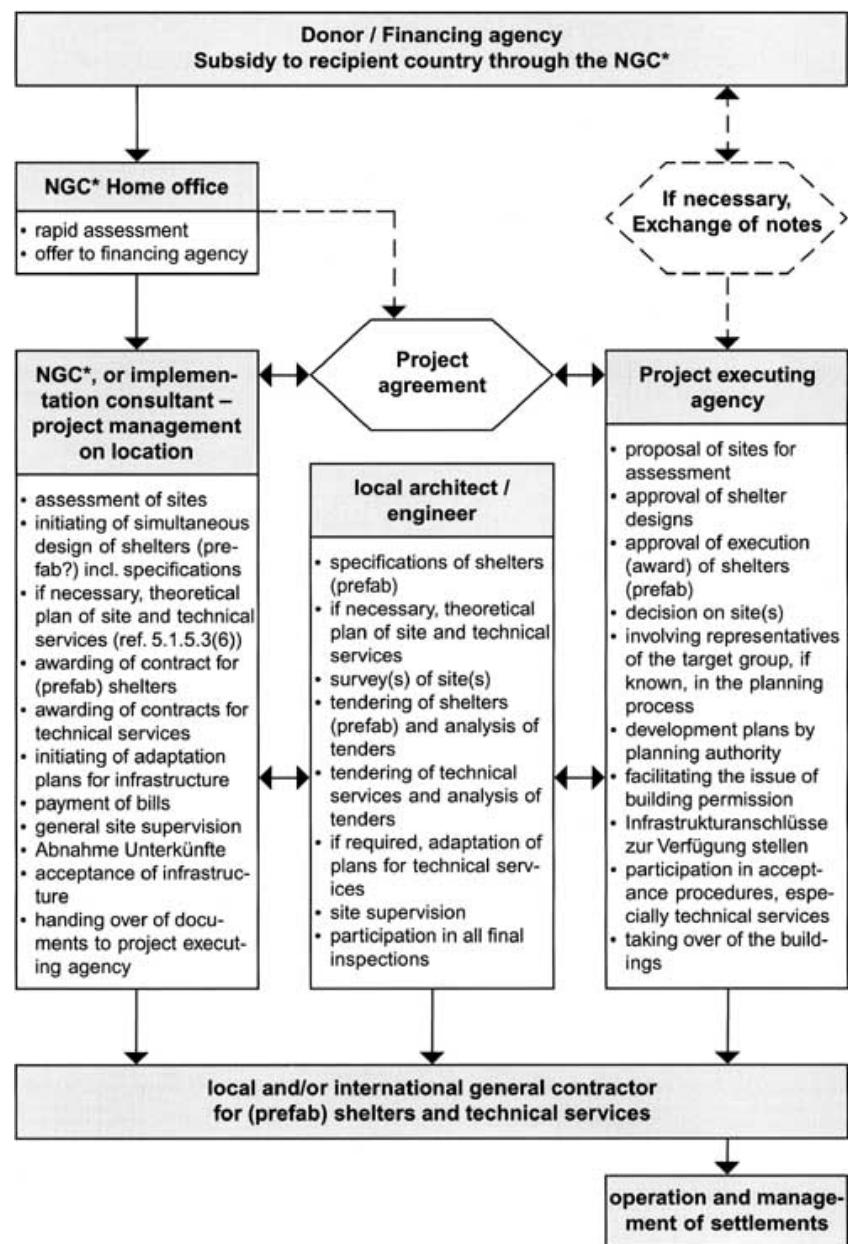 Donor / Financing agency
Subsidy to recipient country through the NGC*
NGC* Home office
• rapid assessment
• offer to financing agency
If necessary,
Exchange of notes
Project
agreement
NGC*, or implemen-
tation consultant –
project management
on location
• assessment of sites
• initiating of simultaneous
design of shelters (pre-
fab?) incl. specifications
• if necessary, theoretical
plan of site and technical
services (ref. 5.1.5.3(6))
• awarding of contract for
(prefab) shelters
• awarding of contracts for
technical services
• initiating of adaptation
plans for infrastructure
• payment of bills
• general site supervision
• Abnahme Unterkünfte
• acceptance of infrastruc-
ture
• handing over of docu-
ments to project execut-
ing agency
local architect /
engineer
• specifications of shelters
(prefab)
• if necessary, theoretical
plan of site and technical
services
• survey(s) of site(s)
• tendering of shelters
(prefab) and analysis of
tenders
• tendering of technical
services and analysis of
tenders
• if required, adaptation of
plans for technical serv-
ices
• site supervision
• participation in all final
inspections
Project executing
agency
• proposal of sites for
assessment
• approval of shelter
designs
• approval of execution
(award) of shelters
(prefab)
• decision on site(s)
• involving representatives
of the target group, if
known, in the planning
process
• development plans by
planning authority
• facilitating the issue of
building permission
• Infrastrukturanschlüsse
zur Verfügung stellen
• participation in accept-
ance procedures, espe-
cially technical services
• taking over of the build-
ings
local and/or international general contractor
for (prefab) shelters and technical services
operation and manage-
ment of settlements